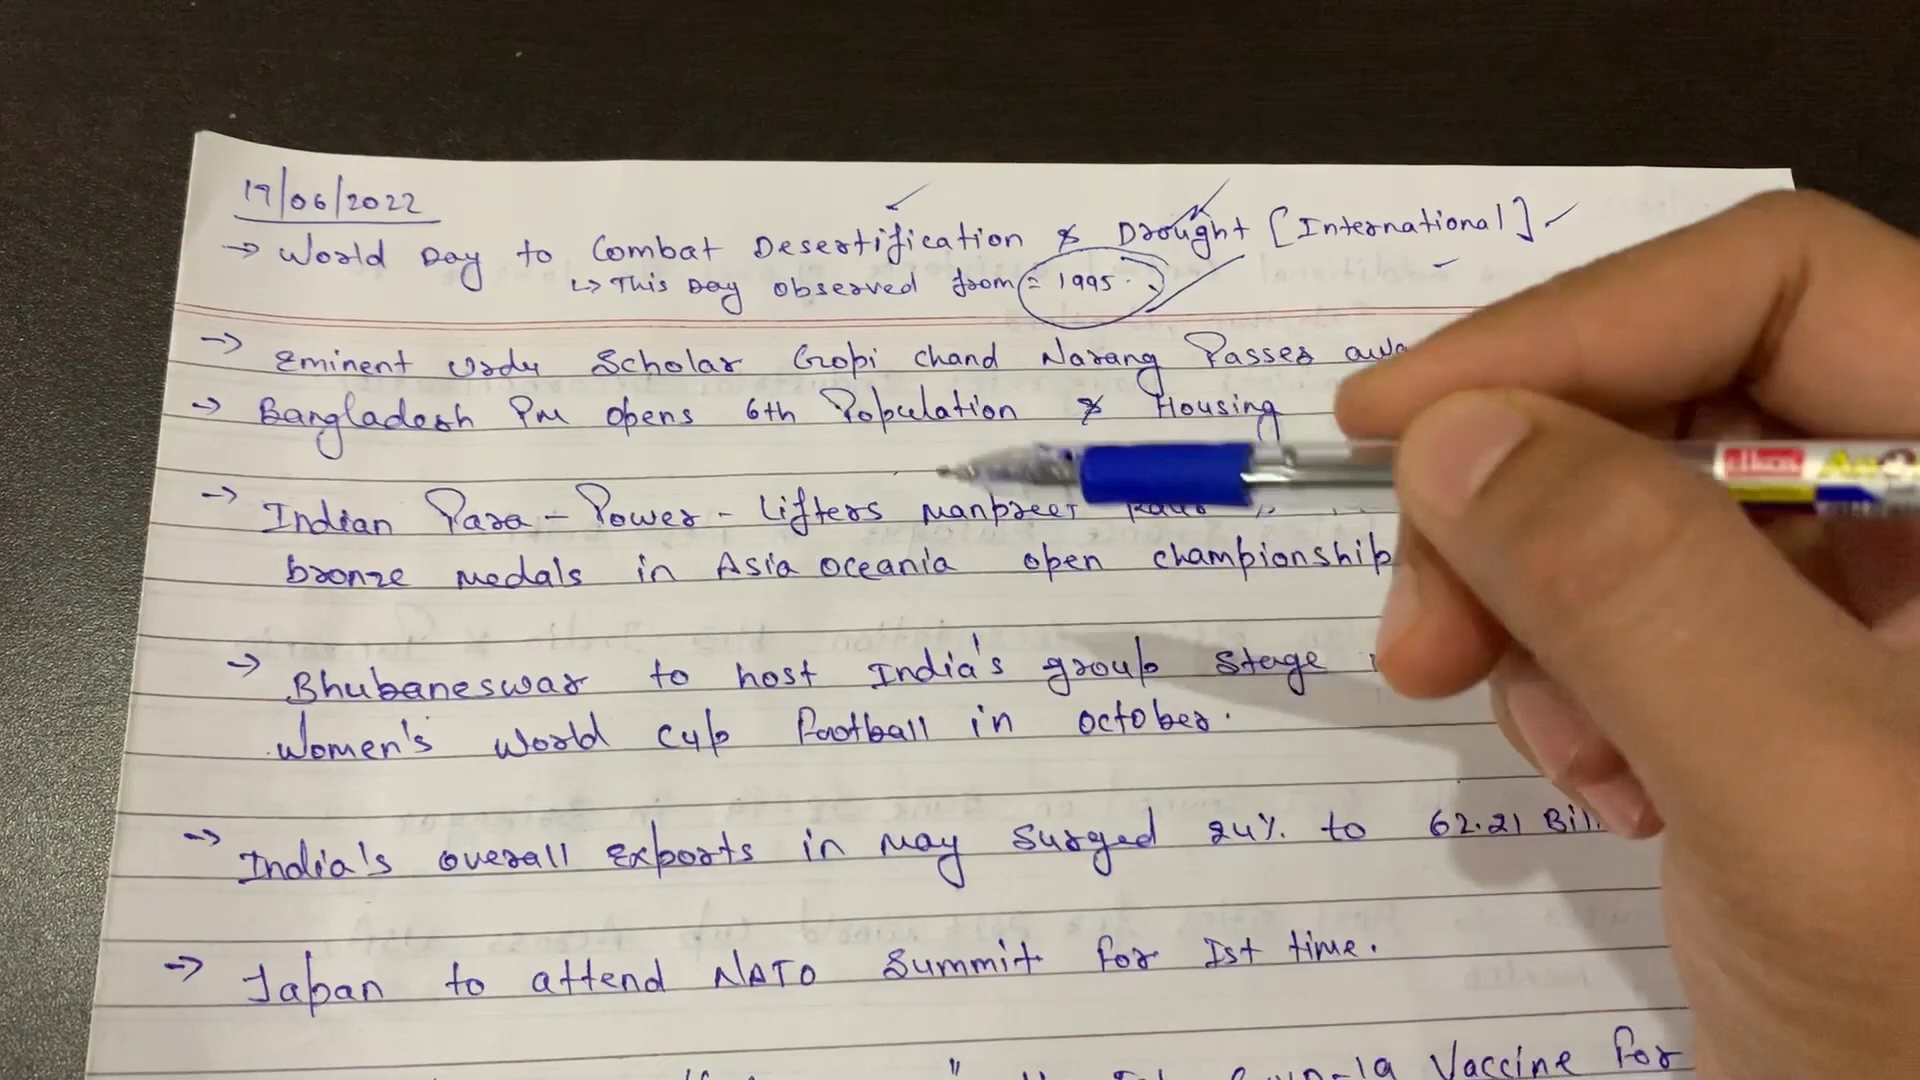 17/06/2022
→ World Day to Combat Desertification & Drought [International]
↳ This Day observed from = 1995.
→ Eminent Urdu Scholar Gopi chand Narang Passes
→ Bangladesh PM opens 6th Population & Housing
→ Indian Para - Power - Lifters Manpreet Kaur
bronze medals in Asia Oceania open championship
→ Bhubaneswar to host India's group stage
Women's World Cup Football in October.
→ India's overall Exports in May Surged 24% to 62.21
→ Japan to attend NATO Summit for Ist time.
Vaccine For
elkos